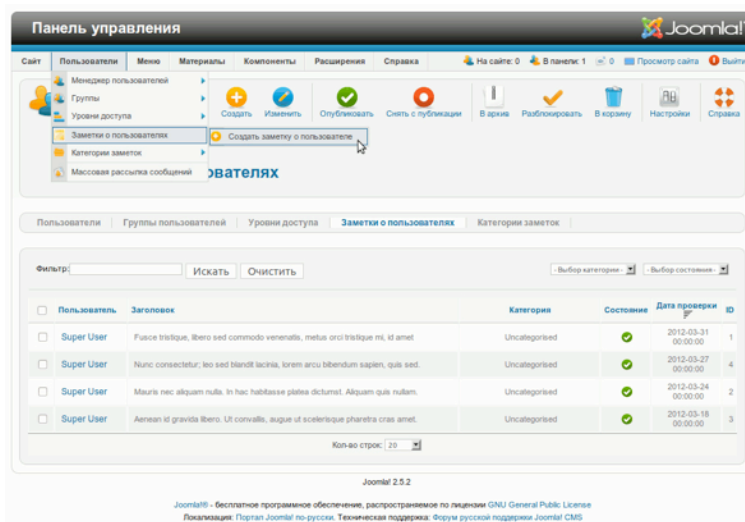 Панель управления
Joomla!
Сайт Пользователи Меню Материалы Компоненты Расширения Справка На сайте: 0 В панели: 1 0 Просмотр сайта Выйти
Менеджер пользователей
Группы
Уровни доступа
Заметки о пользователях
Создать заметку о пользователе
Категории заметок
Массовая рассылка сообщений
Создать Изменить Опубликовать Снять с публикации В архив Разблокировать В корзину Настройки Справка
ователях
Пользователи Группы пользователей Уровни доступа Заметки о пользователях Категории заметок
Фильтр: Искать Очистить - Выбор категории - - Выбор состояния -
Пользователь Заголовок Категория Состояние Дата проверки ID
Super User Fusce tristique, libero sed commodo venenatis, metus orci tristique mi, id amet Uncategorised 2012-03-31 00:00:00 1
Super User Nunc consectetur; leo sed blandit lacinia, lorem arcu bibendum sapien, quis sed. Uncategorised 2012-03-27 00:00:00 4
Super User Mauris nec aliquam nulla. In hac habitasse platea dictumst. Aliquam quis nullam. Uncategorised 2012-03-24 00:00:00 2
Super User Aenean id gravida libero. Ut convallis, augue ut scelerisque pharetra cras amet. Uncategorised 2012-03-18 00:00:00 3
Кол-во строк: 20
Joomla! 2.5.2
Joomla!® - бесплатное программное обеспечение, распространяемое по лицензии GNU General Public License
Локализация: Портал Joomla! по-русски. Техническая поддержка: Форум русской поддержки Joomla! CMS